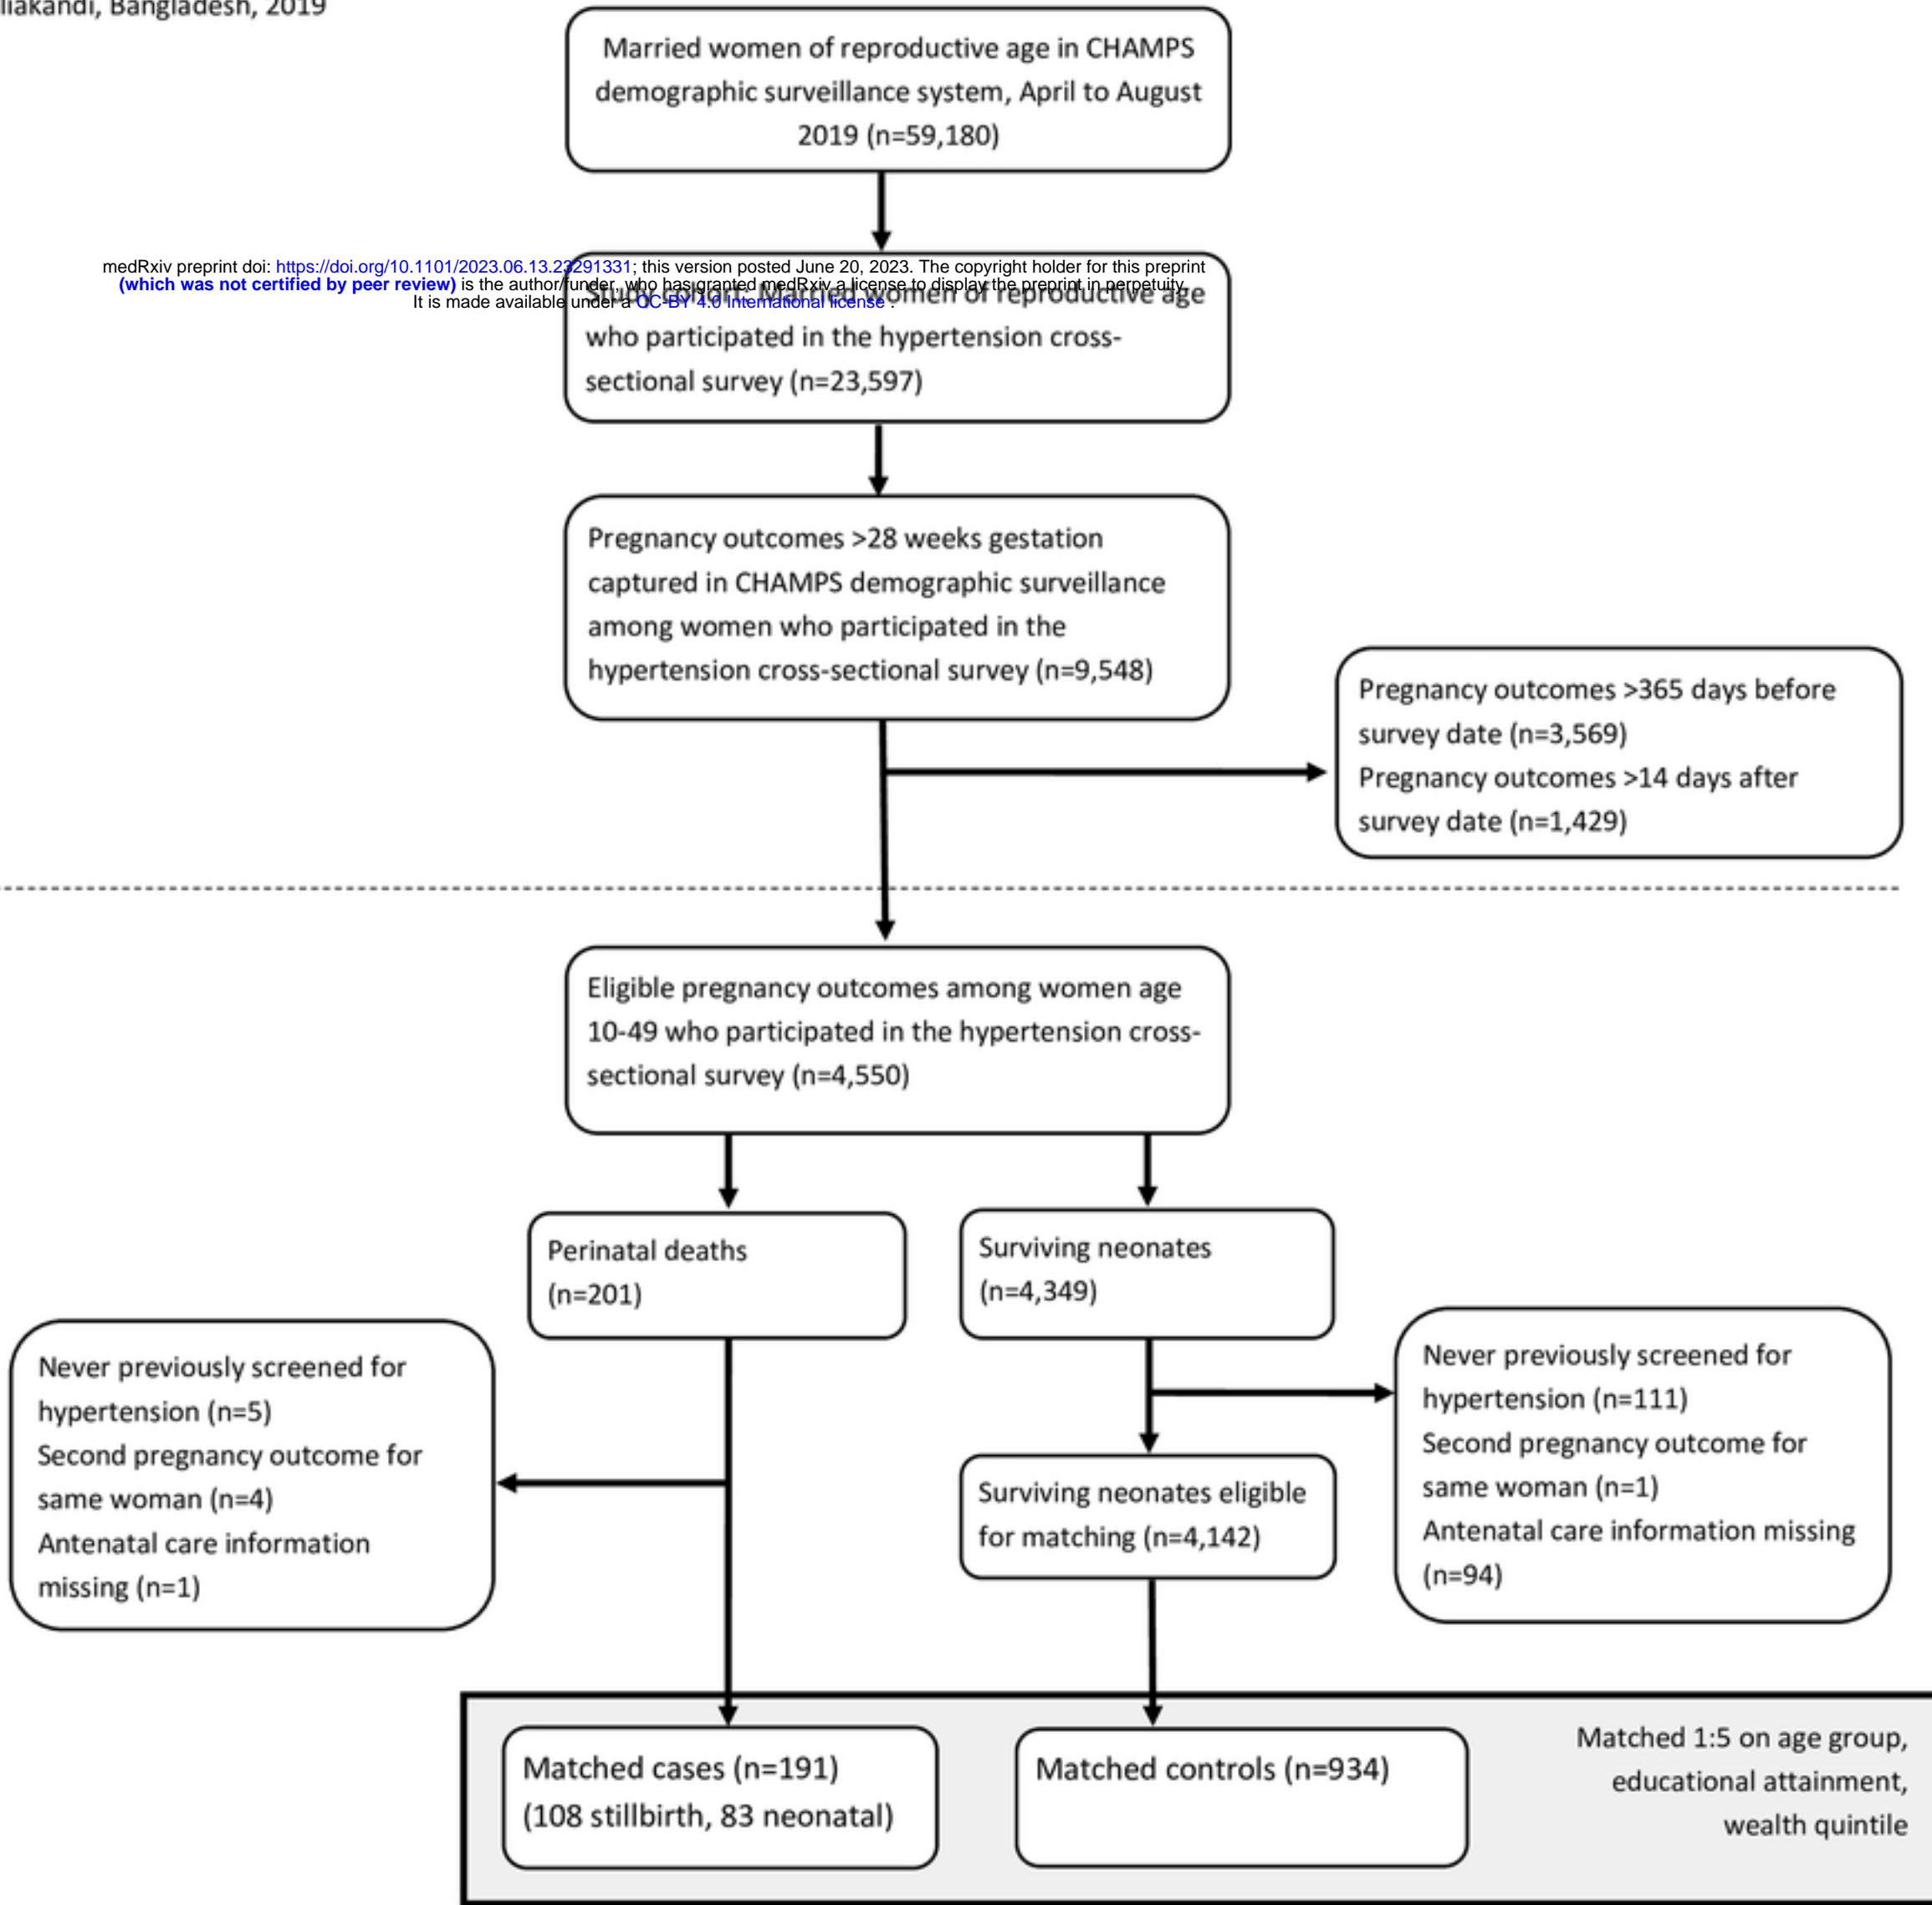 liakandi, Bangladesh, 2019
Married women of reproductive age in CHAMPS
demographic surveillance system, April to August
2019 (n=59,180)
medRxiv preprint doi: https://doi.org/10.1101/2023.06.13.23291331; this version posted June 20, 2023. The copyright holder for this preprint
(which was not certified by peer review) is the author/funder, who has granted medRxiv a license to display the preprint in perpetuity.
It is made available under a CC-BY 4.0 International license .
Study cohort: Married women of reproductive age
who participated in the hypertension cross-
sectional survey (n=23,597)
Pregnancy outcomes >28 weeks gestation
captured in CHAMPS demographic surveillance
among women who participated in the
hypertension cross-sectional survey (n=9,548)
Pregnancy outcomes >365 days before
survey date (n=3,569)
Pregnancy outcomes >14 days after
survey date (n=1,429)
Eligible pregnancy outcomes among women age
10-49 who participated in the hypertension cross-
sectional survey (n=4,550)
Perinatal deaths
(n=201)
Surviving neonates
(n=4,349)
Never previously screened for
hypertension (n=5)
Second pregnancy outcome for
same woman (n=4)
Antenatal care information
missing (n=1)
Never previously screened for
hypertension (n=111)
Second pregnancy outcome for
same woman (n=1)
Antenatal care information missing
(n=94)
Surviving neonates eligible
for matching (n=4,142)
Matched cases (n=191)
(108 stillbirth, 83 neonatal)
Matched controls (n=934)
Matched 1:5 on age group,
educational attainment,
wealth quintile